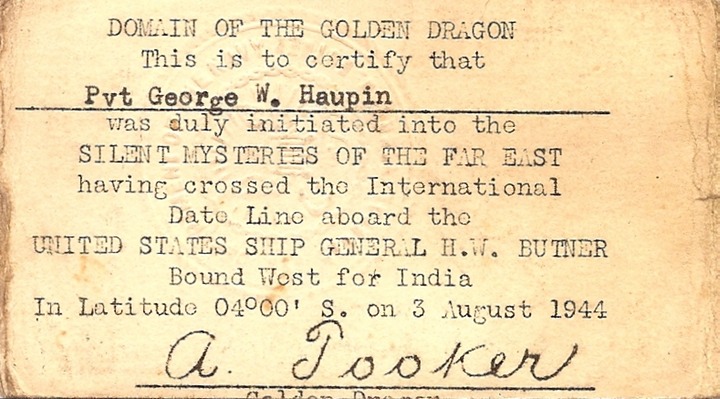 DOMAIN OF THE GOLDEN DRAGON
This is to certify that
Pvt George W. Haupin
was duly initiated into the
SILENT MYSTERIES OF THE FAR EAST
having crossed the International
Date Line aboard the
UNITED STATES SHIP GENERAL H.W. BUTNER
Bound West for India
In Latitude 04°00' S. on 3 August 1944
A. Tooker
Golden Dragon